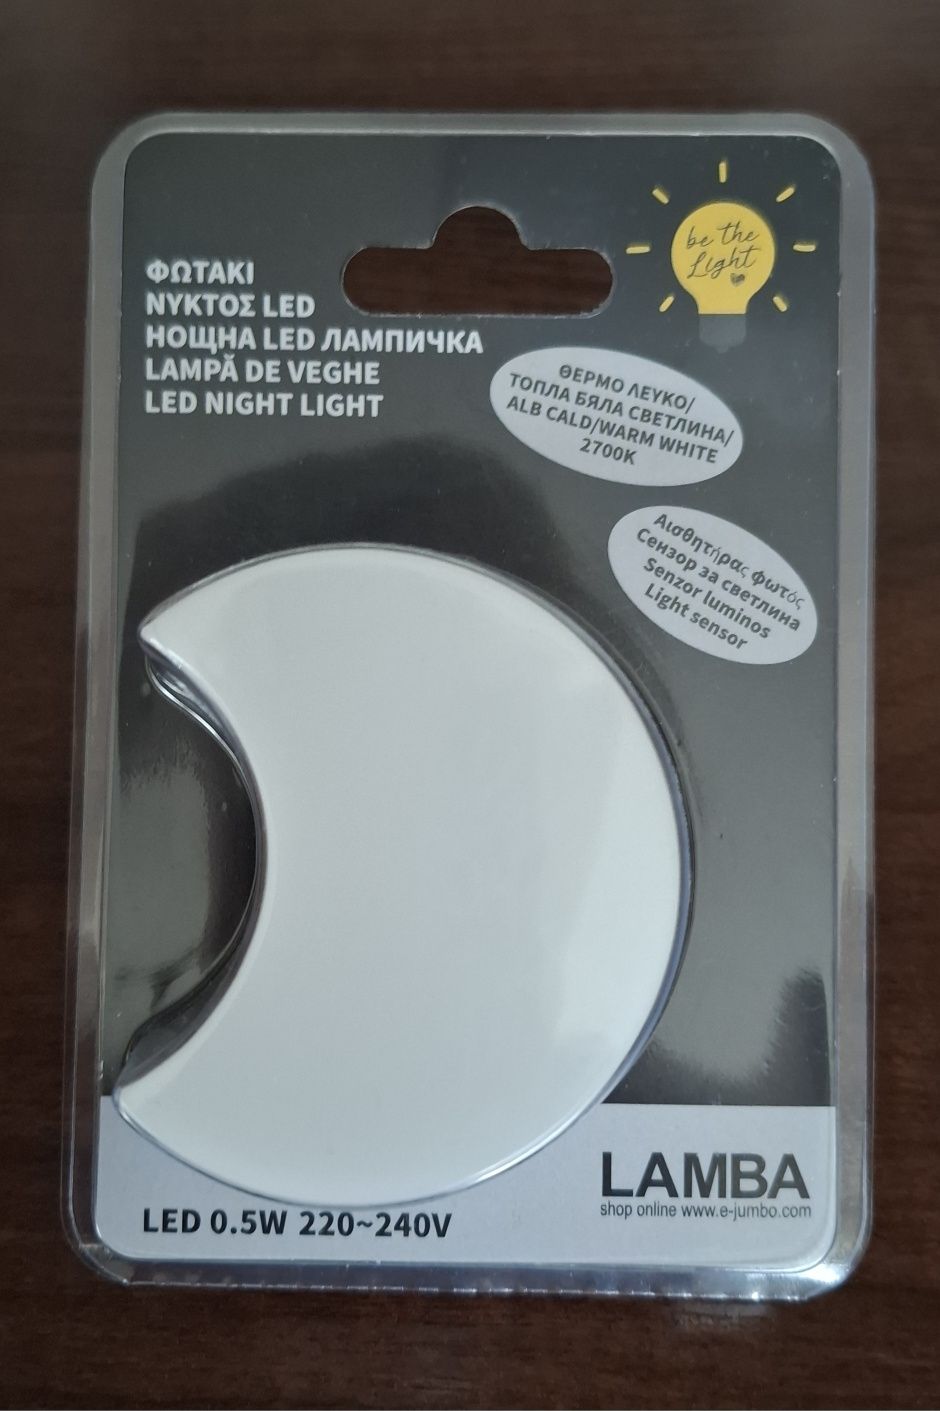 be the
Light
ΦΩΤΑΚΙ
ΝΥΚΤΟΣ LED
НОЩНА LED ЛАМПИЧКА
LAMPĂ DE VEGHE
LED NIGHT LIGHT
ΘΕΡΜΟ ΛΕΥΚΟ/
ТОПЛА БЯЛА СВЕТЛИНА/
ALB CALD/WARM WHITE
2700K
Αισθητήρας φωτός
Сензор за светлина
Senzor luminos
Light sensor
LAMBA
shop online www.e-jumbo.com
LED 0.5W 220~240V